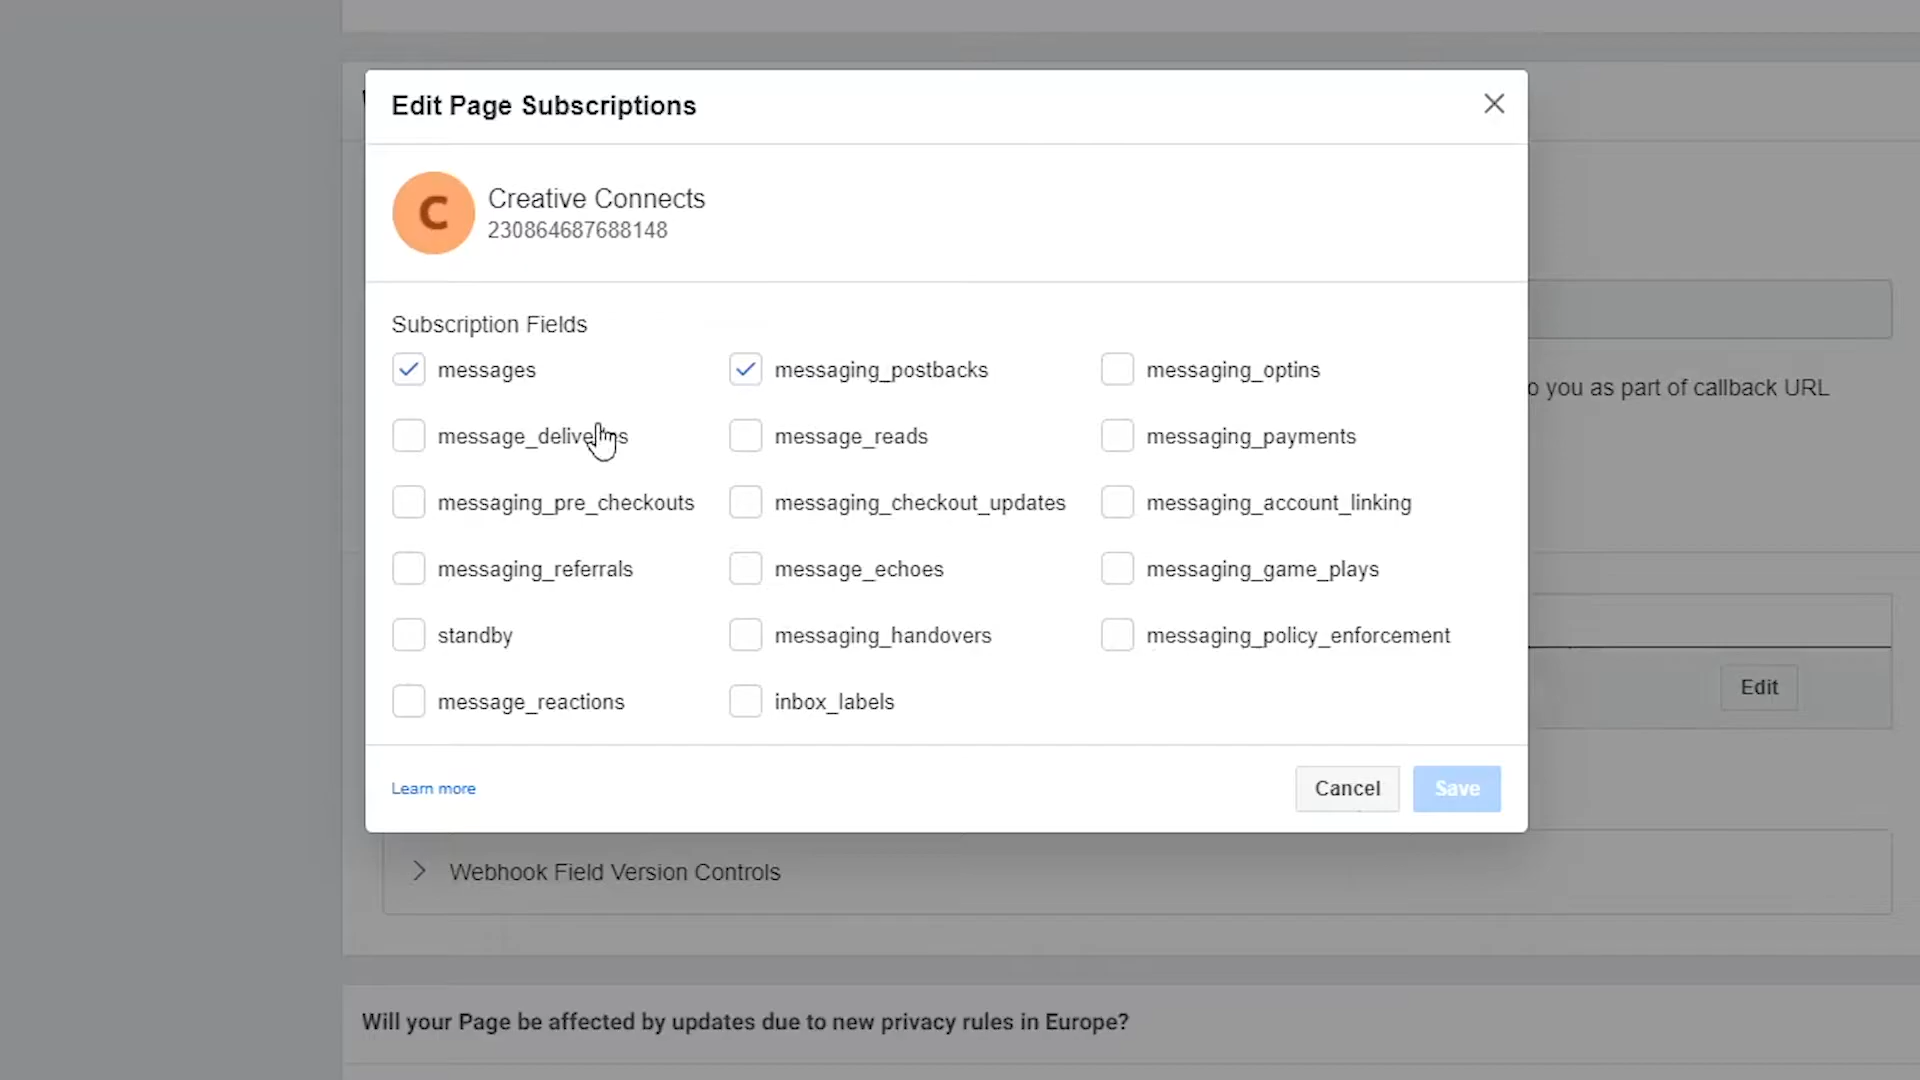 Edit Page Subscriptions
C
Creative Connects
230864687688148
Subscription Fields
messages
messaging_postbacks
messaging_optins
message_reads
messaging_payments
messaging_pre_checkouts
messaging_checkout_updates
messaging_account_linking
messaging_referrals
message_echoes
messaging_game_plays
standby
messaging_handovers
messaging_policy_enforcement
message_reactions
inbox_labels
Learn more
Cancel
Save
you as part of callback URL
Edit
Webhook Field Version Controls
Will your Page be affected by updates due to new privacy rules in Europe?